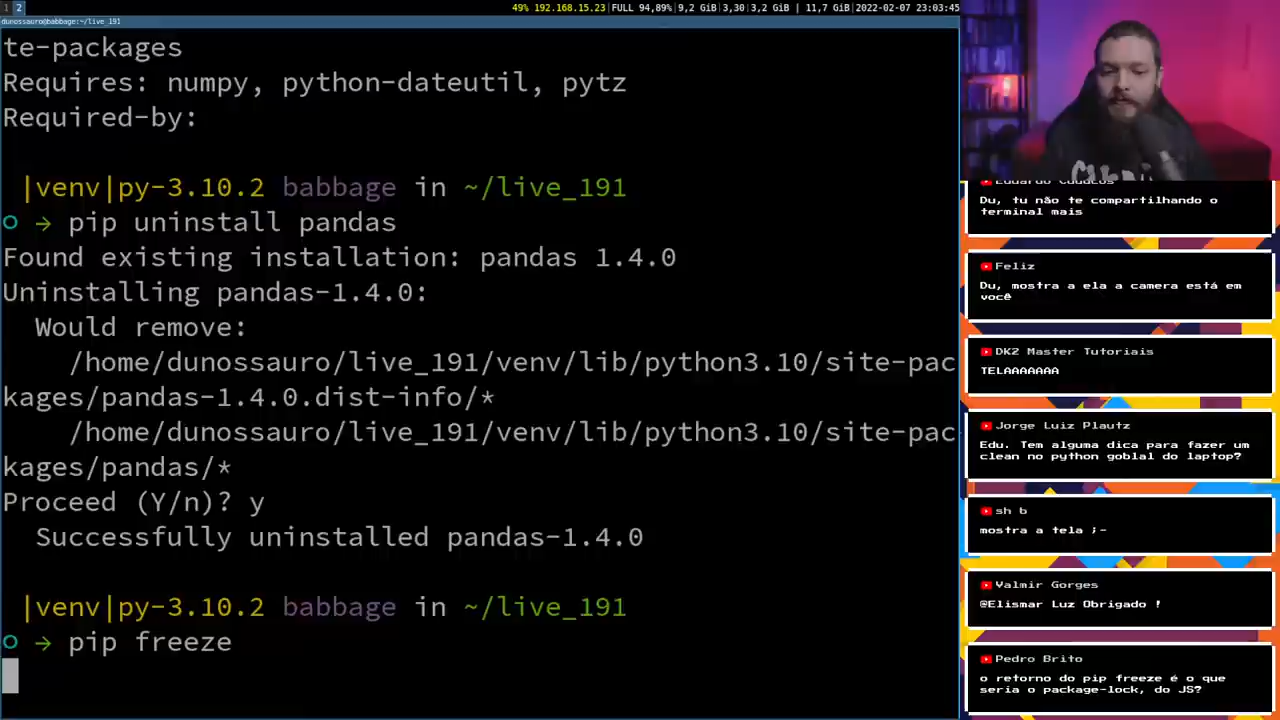 1 2
49% 192.168.15.23|FULL 94,89%|9,2 GiB|3,30|3,2 GiB | 11,7 GiB|2022-02-07 23:03:45
dunossauro@babbage:~/live_191
te-packages
Requires: numpy, python-dateutil, pytz
Required-by:
|venv|py-3.10.2 babbage in ~/live_191
→ pip uninstall pandas
Found existing installation: pandas 1.4.0
Uninstalling pandas-1.4.0:
Would remove:
/home/dunossauro/live_191/venv/lib/python3.10/site-pac
kages/pandas-1.4.0.dist-info/*
/home/dunossauro/live_191/venv/lib/python3.10/site-pac
kages/pandas/*
Proceed (Y/n)? y
Successfully uninstalled pandas-1.4.0
|venv|py-3.10.2 babbage in ~/live_191
→ pip freeze
Du, tu não te compartilhando o
terminal mais
Feliz
Du, mostra a ela a camera está em
você
DK2 Master Tutoriais
TELAAAAAAA
Jorge Luiz Plautz
Edu. Tem alguma dica para fazer um
clean no python goblal do laptop?
sh b
mostra a tela ;-
Valmir Gorges
@Elismar Luz Obrigado !
Pedro Brito
o retorno do pip freeze é o que
seria o package-lock, do JS?